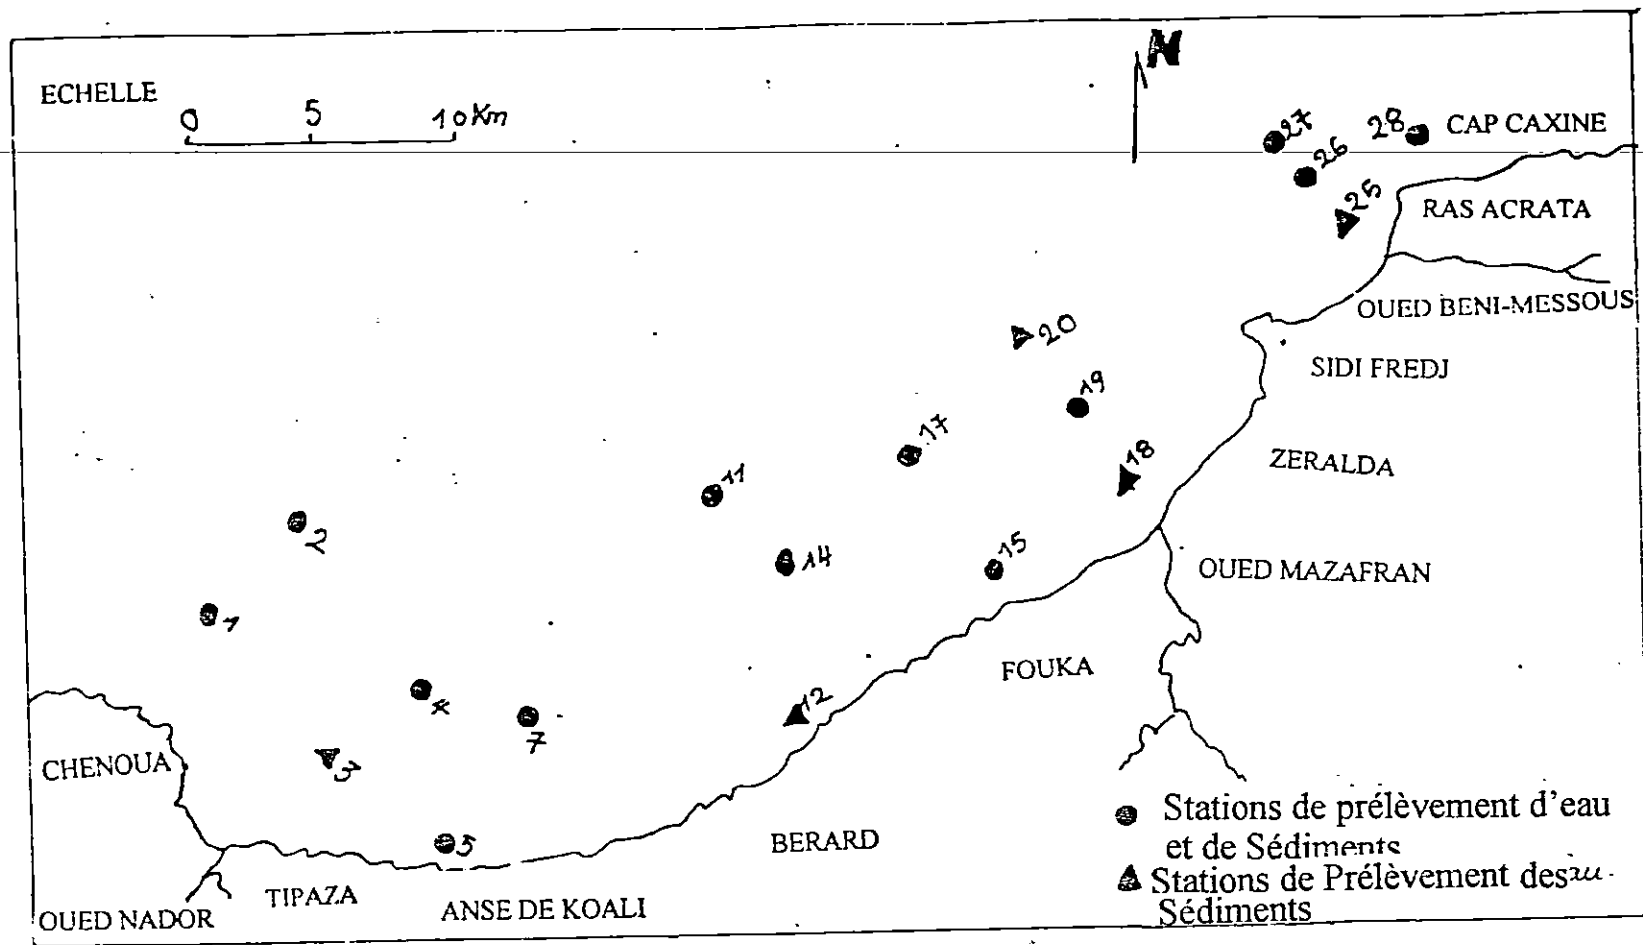 N
ECHELLE
0 5 10 Km
27
28
CAP CAXINE
26
25
RAS ACRATA
OUED BENI-MESSOUS
20
SIDI FREDJ
19
17
18
ZERALDA
11
2
14
15
OUED MAZAFRAN
1
FOUKA
4
12
7
3
CHENOUA
Stations de prélèvement d'eau
et de Sédiments
5
BERARD
Stations de Prélèvement des
Sédiments
TIPAZA
ANSE DE KOALI
OUED NADOR